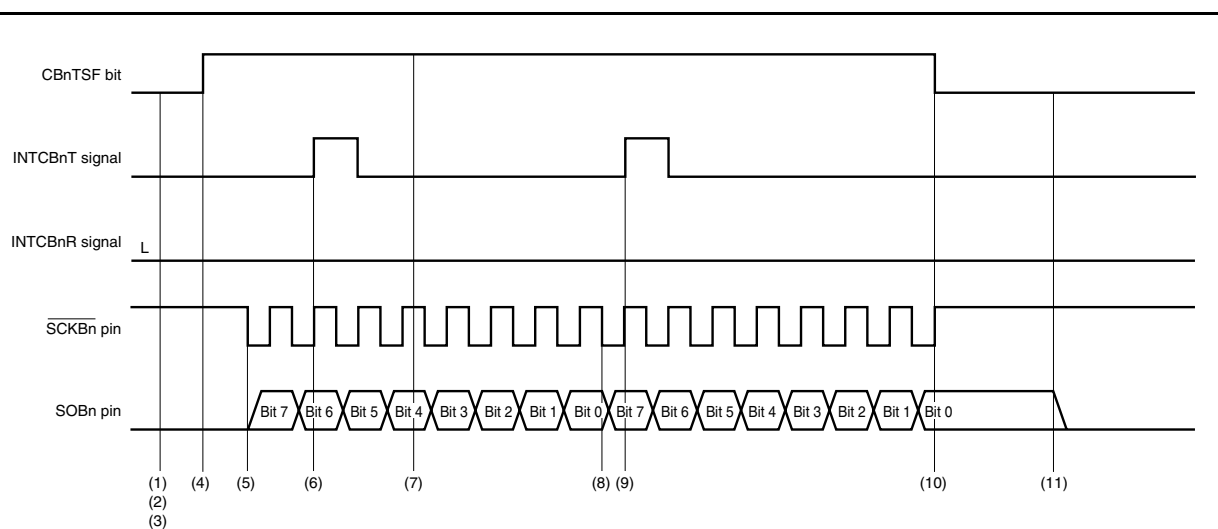 CBnTSF bit
INTCBnT signal
INTCBnR signal L
SCKBn pin
SOBn pin Bit 7 Bit 6 Bit 5 Bit 4 Bit 3 Bit 2 Bit 1 Bit 0 Bit 7 Bit 6 Bit 5 Bit 4 Bit 3 Bit 2 Bit 1 Bit 0
(1) (4) (5) (6) (7) (8) (9) (10) (11)
(2)
(3)